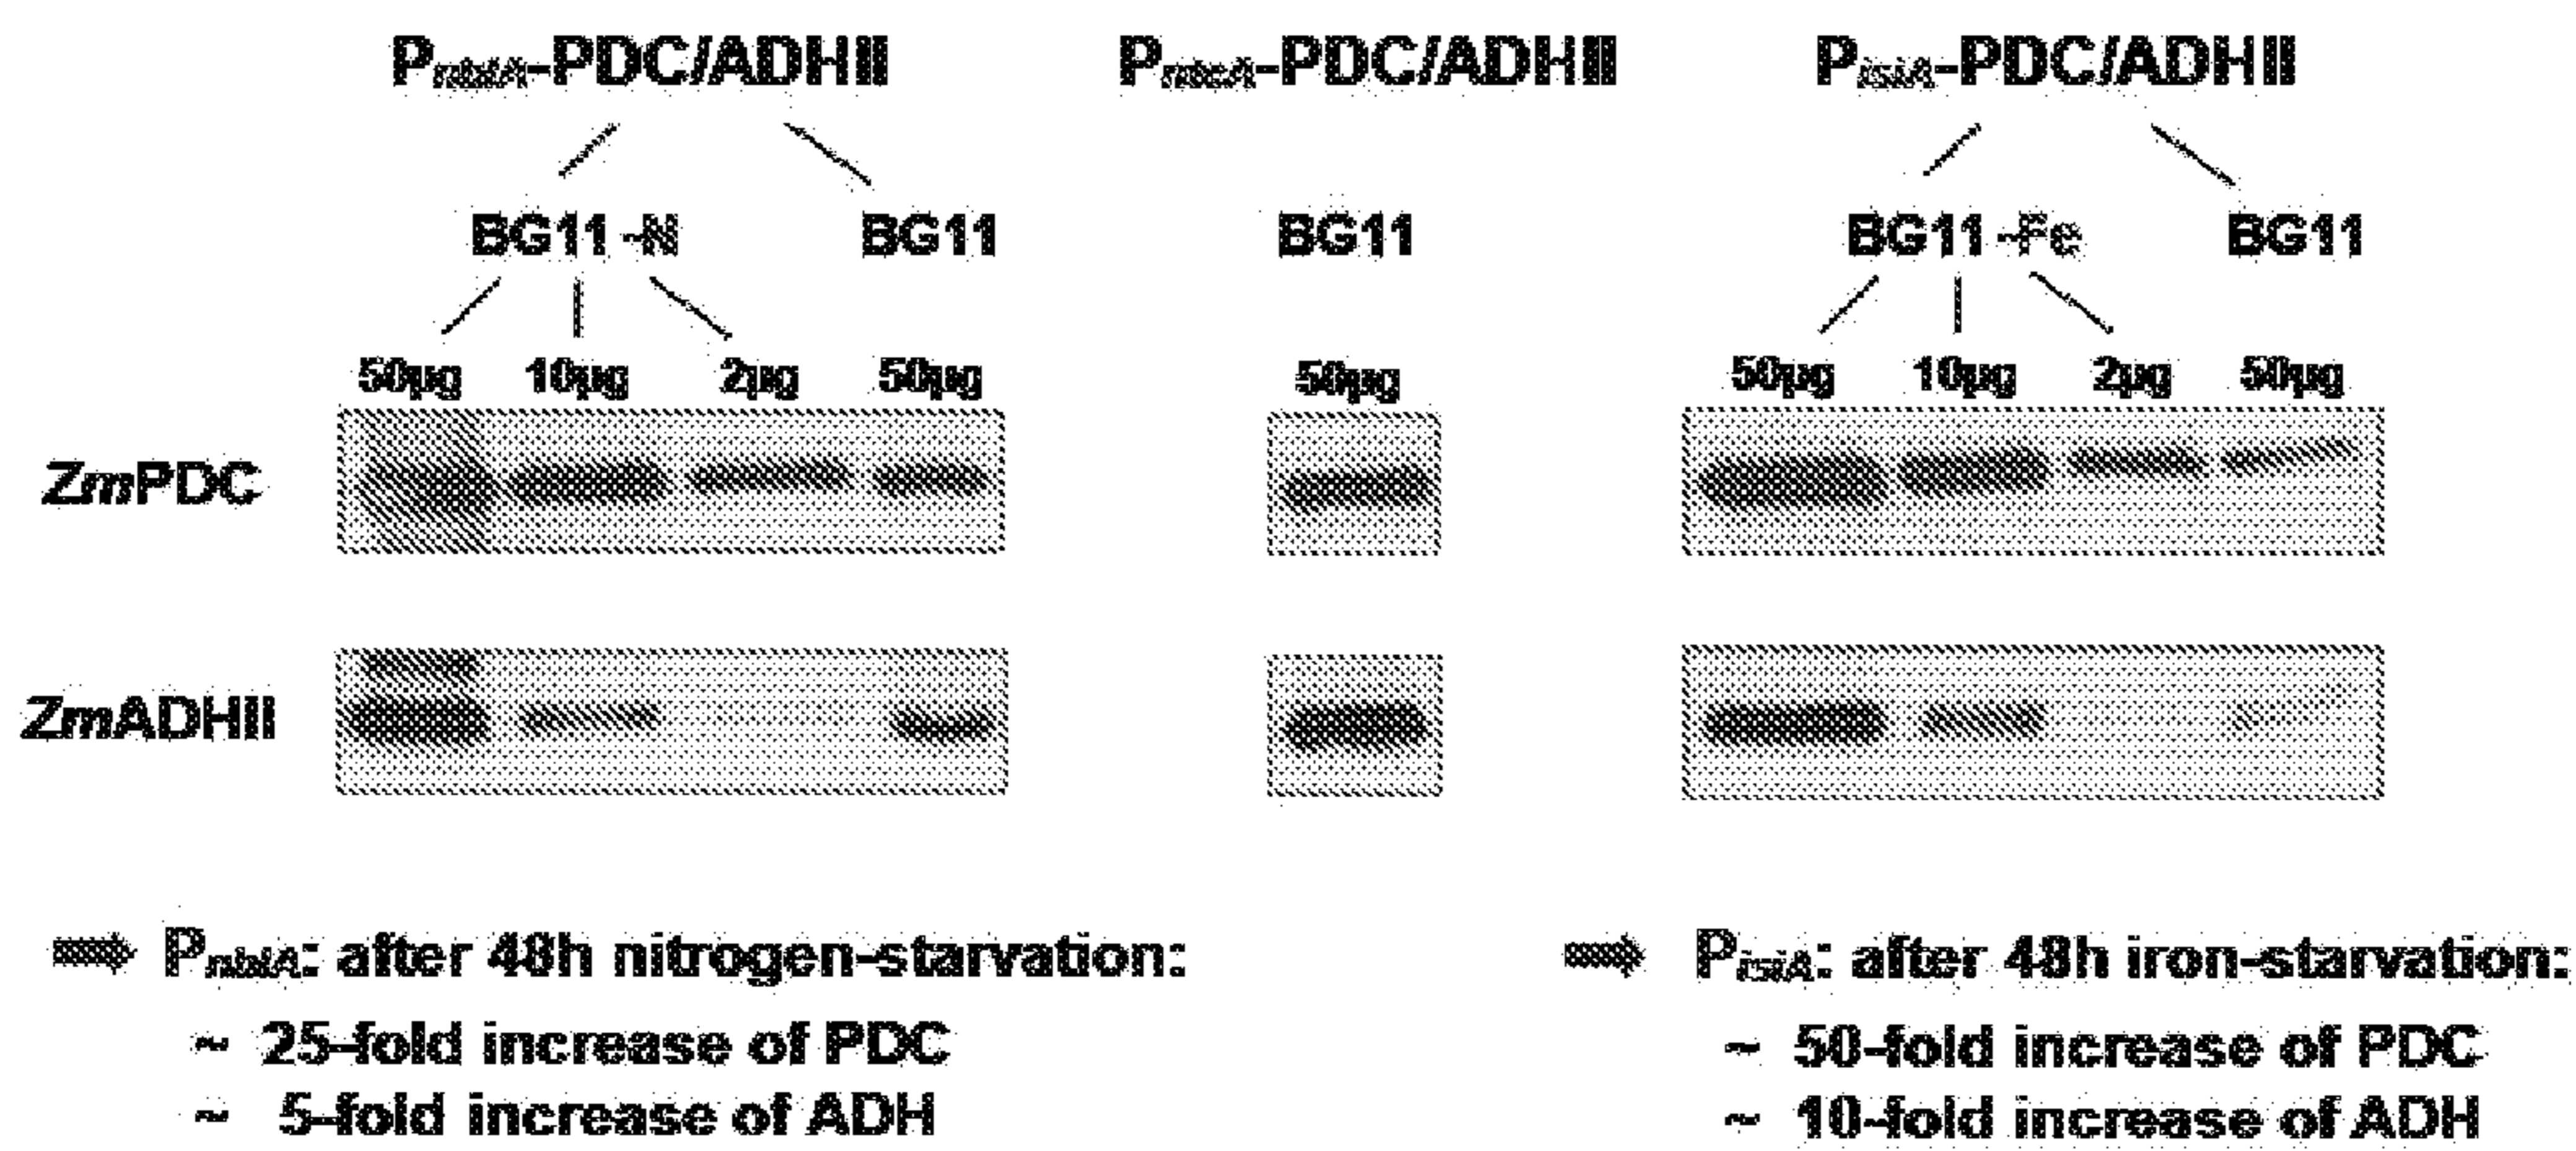 PnblA-PDC/ADHII PntcA-PDC/ADHII PisiA-PDC/ADHII
BG11 -N BG11 BG11 BG11 -Fe BG11
50µg 10µg 2µg 50µg 50µg 50µg 10µg 2µg 50µg
ZmPDC
ZmADHII
PnblA: after 48h nitrogen-starvation: PisiA: after 48h iron-starvation:
~ 25-fold increase of PDC ~ 50-fold increase of PDC
~ 5-fold increase of ADH ~ 10-fold increase of ADH